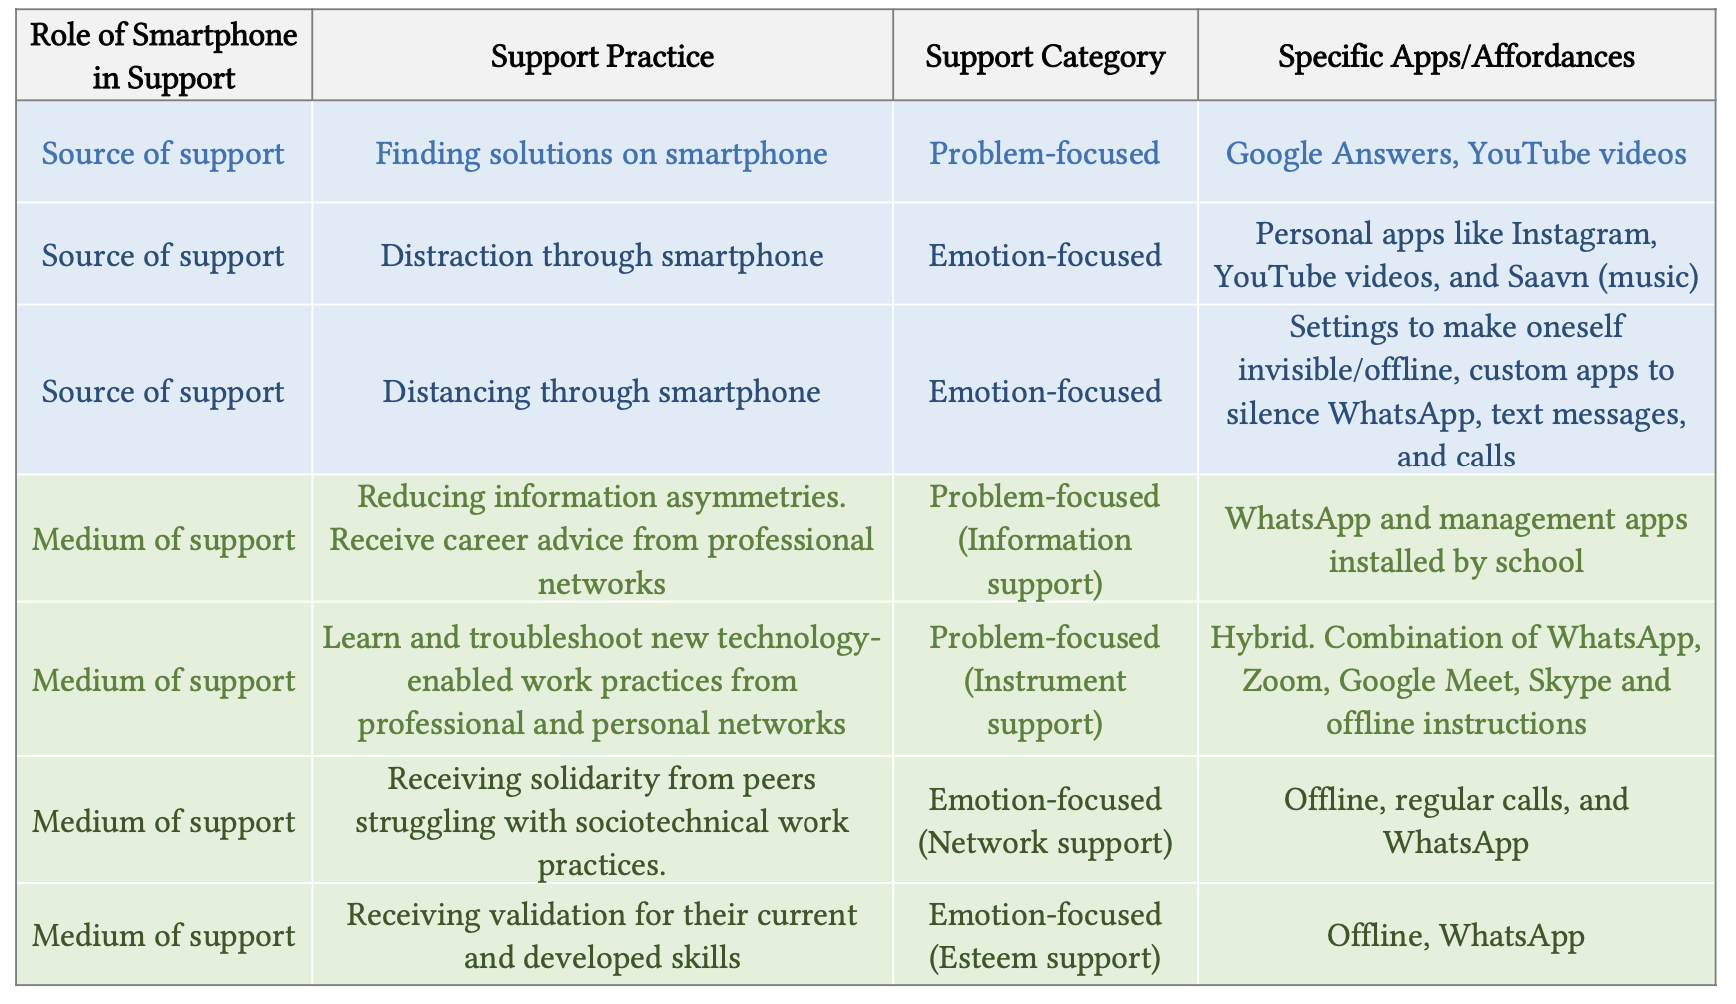 Role of Smartphone
in Support
Support Practice
Support Category
Specific Apps/Affordances
Source of support
Finding solutions on smartphone
Problem-focused
Google Answers, YouTube videos
Source of support
Distraction through smartphone
Emotion-focused
Personal apps like Instagram,
YouTube videos, and Saavn (music)
Source of support
Distancing through smartphone
Emotion-focused
Settings to make oneself
invisible/offline, custom apps to
silence WhatsApp, text messages,
and calls
Medium of support
Reducing information asymmetries.
Receive career advice from professional
networks
Problem-focused
(Information
support)
WhatsApp and management apps
installed by school
Medium of support
Learn and troubleshoot new technology-
enabled work practices from
professional and personal networks
Problem-focused
(Instrument
support)
Hybrid. Combination of WhatsApp,
Zoom, Google Meet, Skype and
offline instructions
Medium of support
Receiving solidarity from peers
struggling with sociotechnical work
practices.
Emotion-focused
(Network support)
Offline, regular calls, and
WhatsApp
Medium of support
Receiving validation for their current
and developed skills
Emotion-focused
(Esteem support)
Offline, WhatsApp